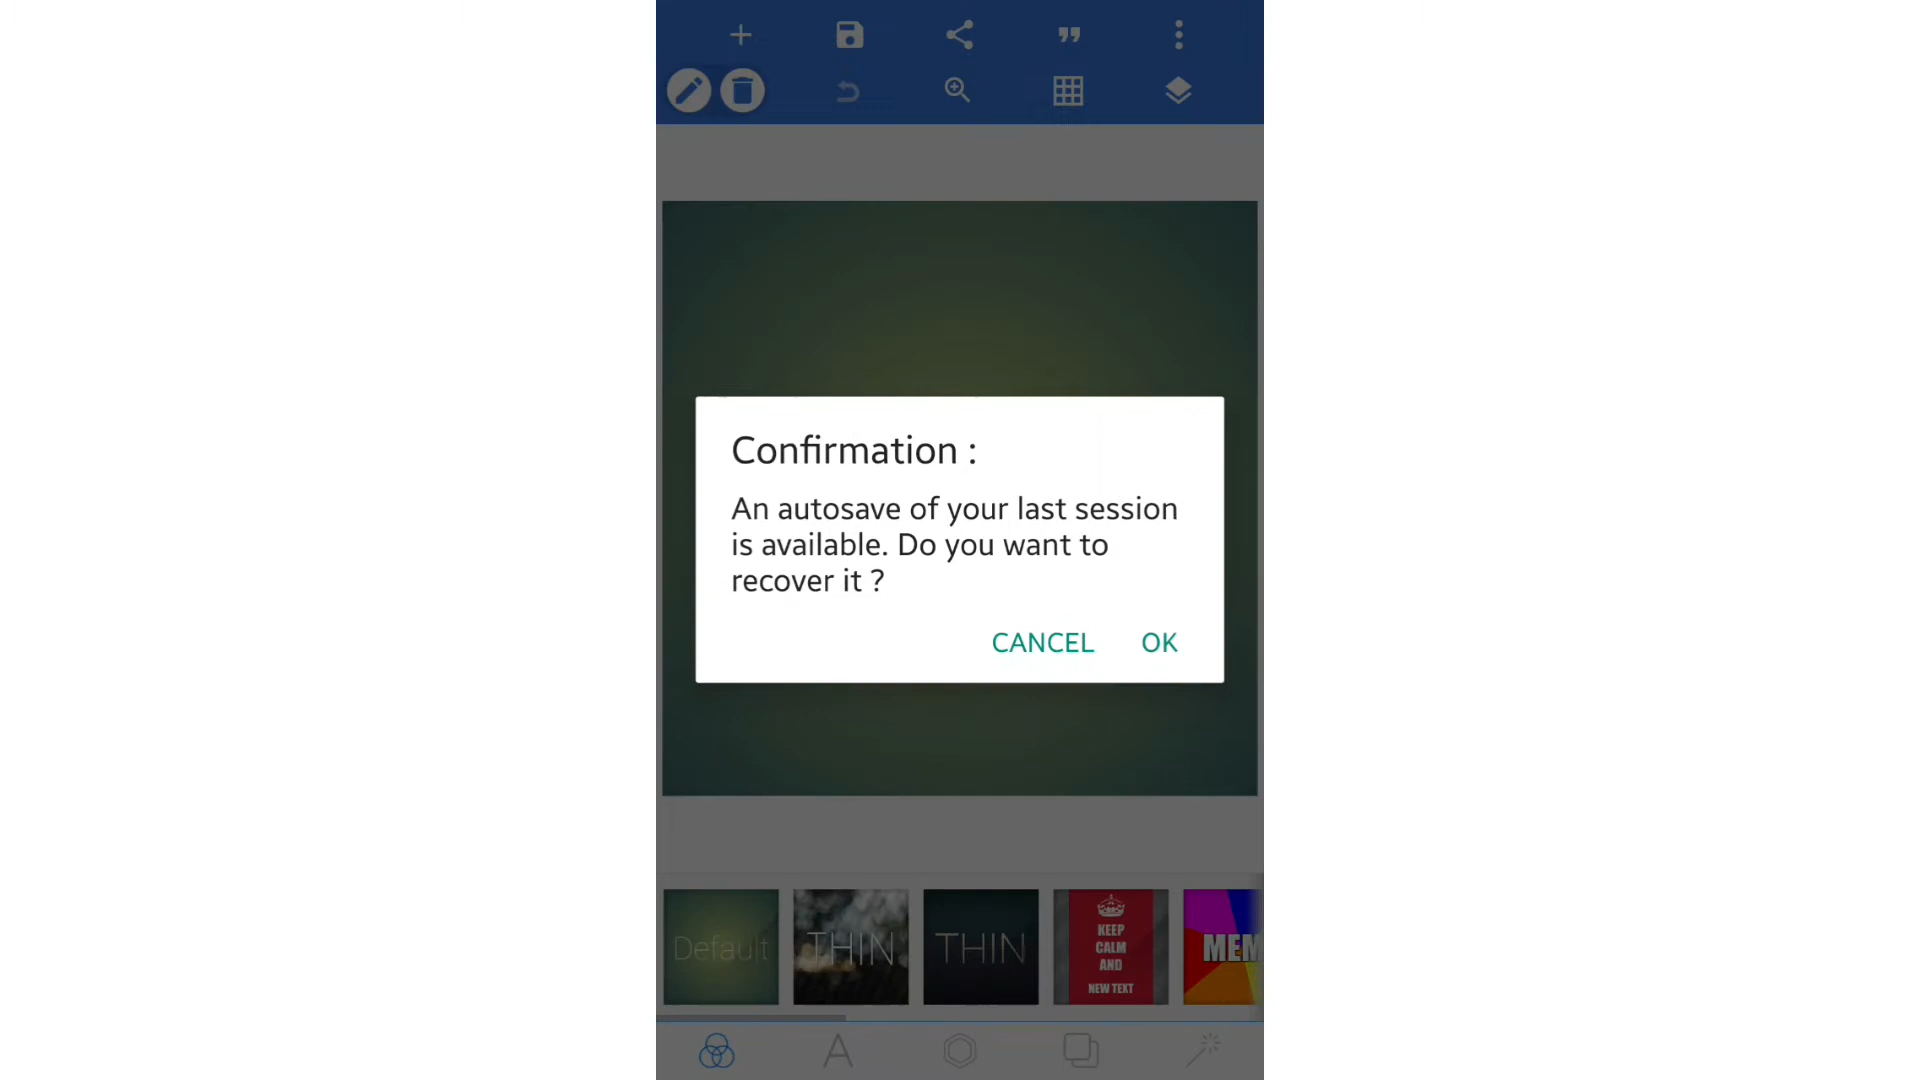 Confirmation :
An autosave of your last session
is available. Do you want to
recover it ?
CANCEL OK
Default
THIN
THIN
KEEP
CALM
AND
NEW TEXT
MEM
A